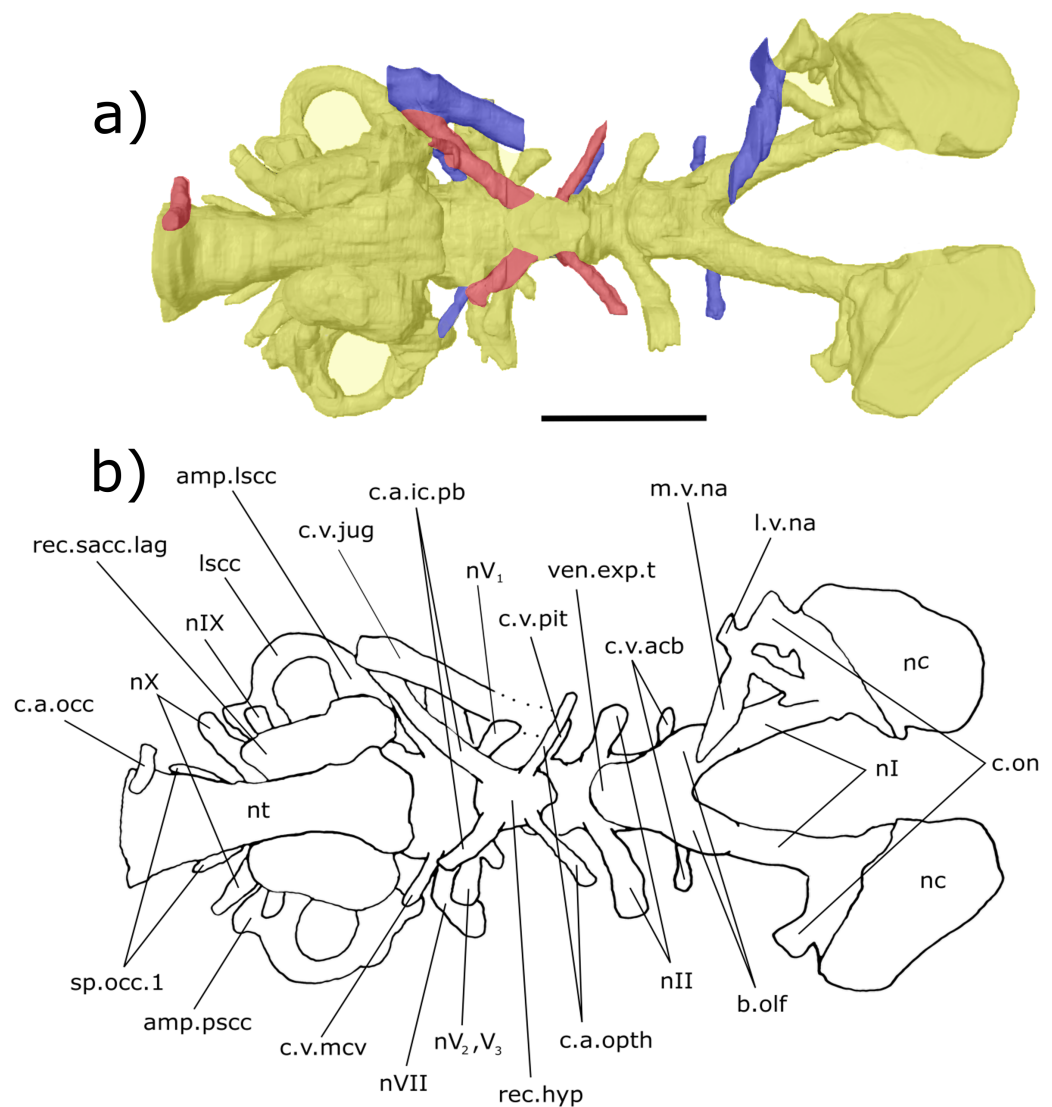 a)
b)
amp.lscc
c.a.ic.pb
m.v.na
c.v.jug
l.v.na
rec.sacc.lag
lscc
nV₁
ven.exp.t
c.v.pit
nIX
c.v.acb
nX
nc
c.a.occ
nI
c.on
nt
nc
sp.occ.1
nII
b.olf
amp.pscc
c.v.mcv
nV₂,V₃
c.a.opth
nVII
rec.hyp